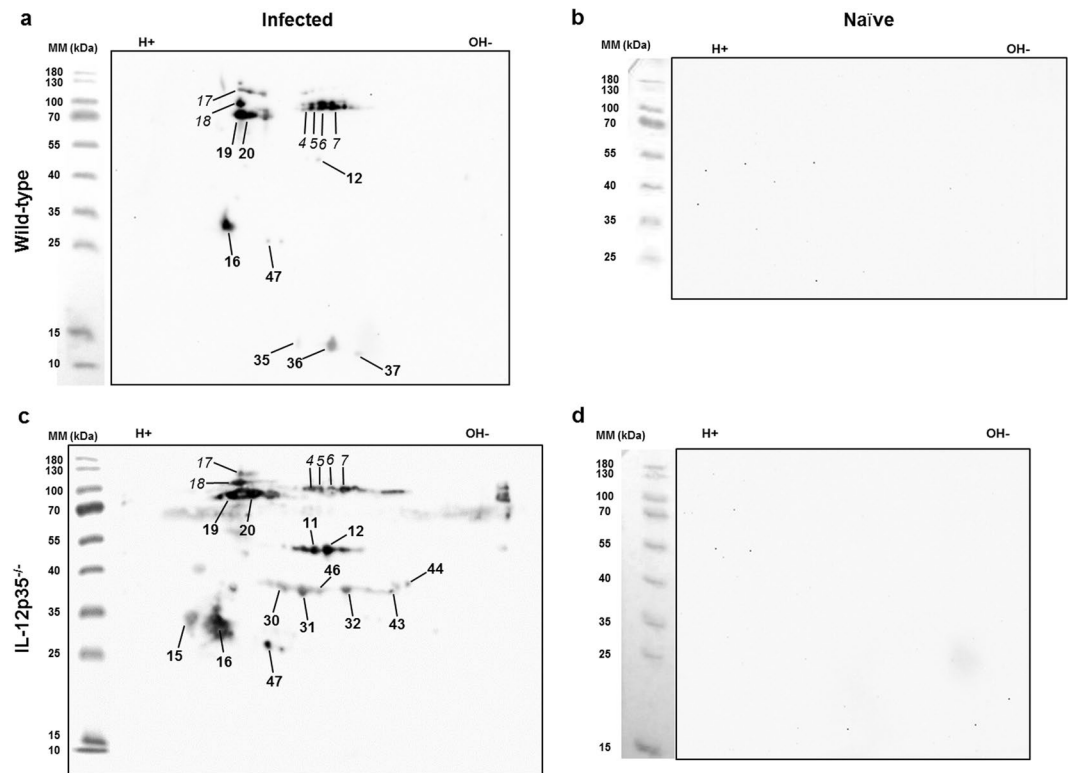 a
Infected
b
Naïve
MM (kDa)
H+
OH-
180
130
100
70
55
40
35
25
15
10
17
18
19 20
4 5 6 7
12
16
47
35 36 37
Wild-type
MM (kDa)
H+
OH-
180
130
100
70
55
40
35
25
c
MM (kDa)
H+
OH-
180
130
100
70
55
40
35
25
15
10
17
18
4 5 6 7
19 20
11 12
46 44
30 31 32 43
15 16
47
IL-12p35-/-
d
MM (kDa)
H+
OH-
180
130
100
70
55
40
35
25
15